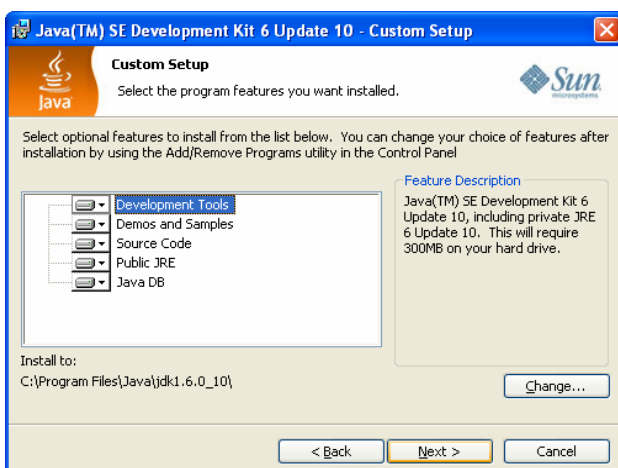 Java(TM) SE Development Kit 6 Update 10 - Custom Setup
Java
Custom Setup
Select the program features you want installed.
Sun
microsystems
Select optional features to install from the list below. You can change your choice of features after
installation by using the Add/Remove Programs utility in the Control Panel
Development Tools
Demos and Samples
Source Code
Public JRE
Java DB
Feature Description
Java(TM) SE Development Kit 6
Update 10, including private JRE
6 Update 10. This will require
300MB on your hard drive.
Install to:
C:\Program Files\Java\jdk1.6.0_10\
Change...
< Back
Next >
Cancel